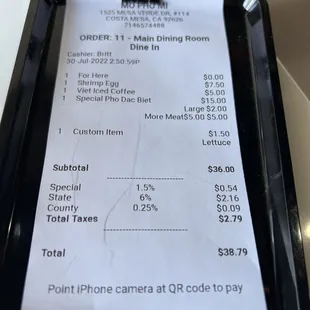 MO PHO MI
1525 MESA VERDE DR, #114
COSTA MESA, CA 92626
7146574488
ORDER: 11 - Main Dining Room
Dine In
Cashier: Britt
30-Jul-2022 2:50:59P
1 For Here $0.00
1 Shrimp Egg $7.50
1 Viet Iced Coffee $5.00
1 Special Pho Dac Biet $15.00
Large $2.00
More Meat$5.00 $5.00
1 Custom Item $1.50
Lettuce
Subtotal $36.00
Special 1.5% $0.54
State 6% $2.16
County 0.25% $0.09
Total Taxes $2.79
Total $38.79
Point iPhone camera at QR code to pay